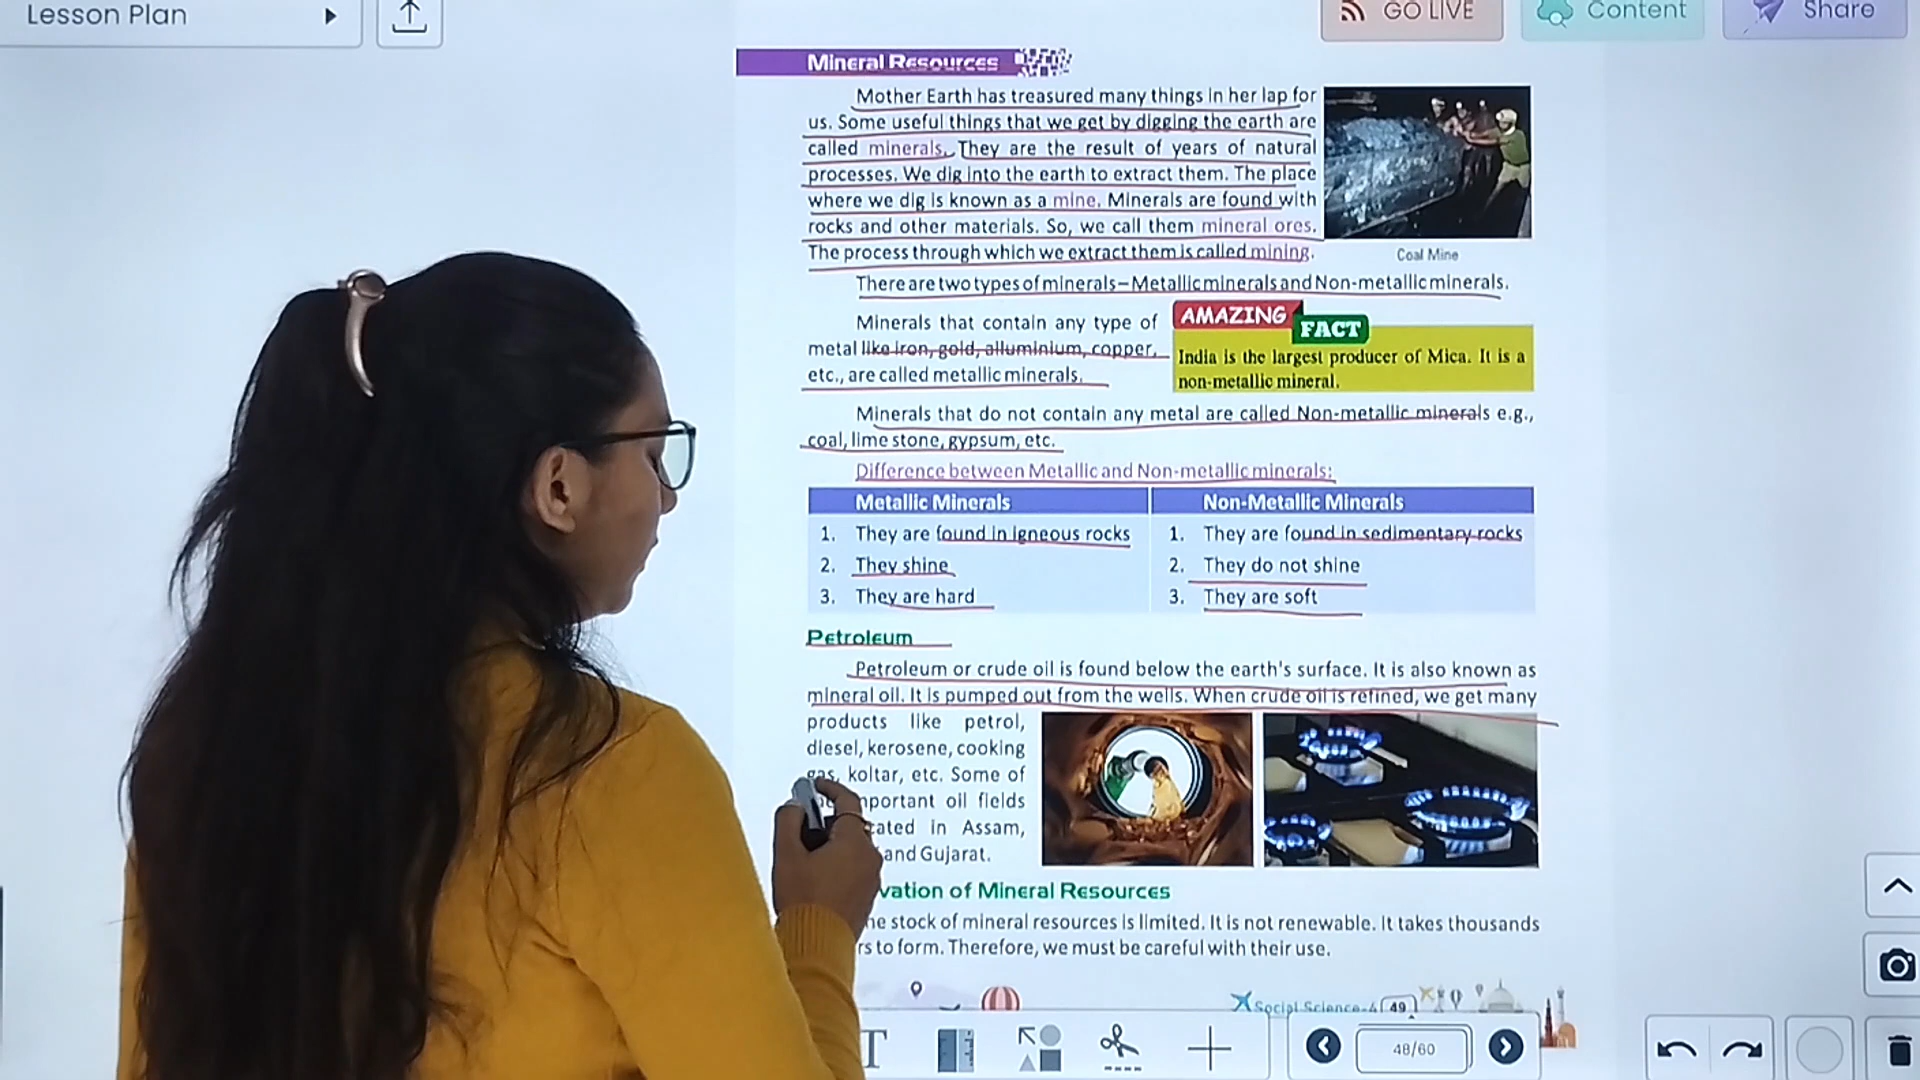 Lesson Plan
GO LIVE
Content
Share
Mineral Resources
Mother Earth has treasured many things in her lap for
us. Some useful things that we get by digging the earth are
called minerals. They are the result of years of natural
processes. We dig into the earth to extract them. The place
where we dig is known as a mine. Minerals are found with
rocks and other materials. So, we call them mineral ores.
The process through which we extract them is called mining.
Coal Mine
There are two types of minerals – Metallic minerals and Non-metallic minerals.
Minerals that contain any type of
metal like iron, gold, alluminium, copper,
etc., are called metallic minerals.
AMAZING
FACT
India is the largest producer of Mica. It is a
non-metallic mineral.
Minerals that do not contain any metal are called Non-metallic minerals e.g.,
coal, lime stone, gypsum, etc.
Difference between Metallic and Non-metallic minerals:
Metallic Minerals
Non-Metallic Minerals
1. They are found in igneous rocks
1. They are found in sedimentary rocks
2. They shine
2. They do not shine
3. They are hard
3. They are soft
Petroleum
Petroleum or crude oil is found below the earth's surface. It is also known as
mineral oil. It is pumped out from the wells. When crude oil is refined, we get many
products like petrol,
diesel, kerosene, cooking
gas, koltar, etc. Some of
oil fields
in Assam,
and Gujarat.
of Mineral Resources
stock of mineral resources is limited. It is not renewable. It takes thousands
to form. Therefore, we must be careful with their use.
Social Science-4 49
T
48/60